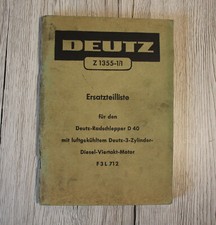 DEUTZ
Z 1355-1/1
Ersatzteilliste
für den
Deutz-Radschlepper D 40
mit luftgekühltem Deutz-3-Zylinder-
Diesel-Viertakt-Motor
F 3 L 712